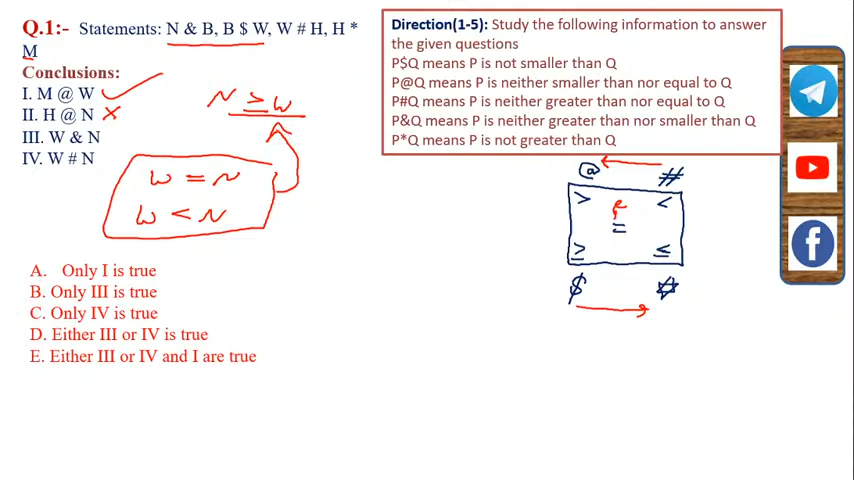 Q.1:- Statements: N & B, B $ W, W # H, H *
M
Conclusions:
I. M @ W
II. H @ N
III. W & N
IV. W # N
N ≥ W
W = N
W < N
A. Only I is true
B. Only III is true
C. Only IV is true
D. Either III or IV is true
E. Either III or IV and I are true
Direction(1-5): Study the following information to answer
the given questions
P$Q means P is not smaller than Q
P@Q means P is neither smaller than nor equal to Q
P#Q means P is neither greater than nor equal to Q
P&Q means P is neither greater than nor smaller than Q
P*Q means P is not greater than Q
@ #
> <
=
≥ ≤
$ *